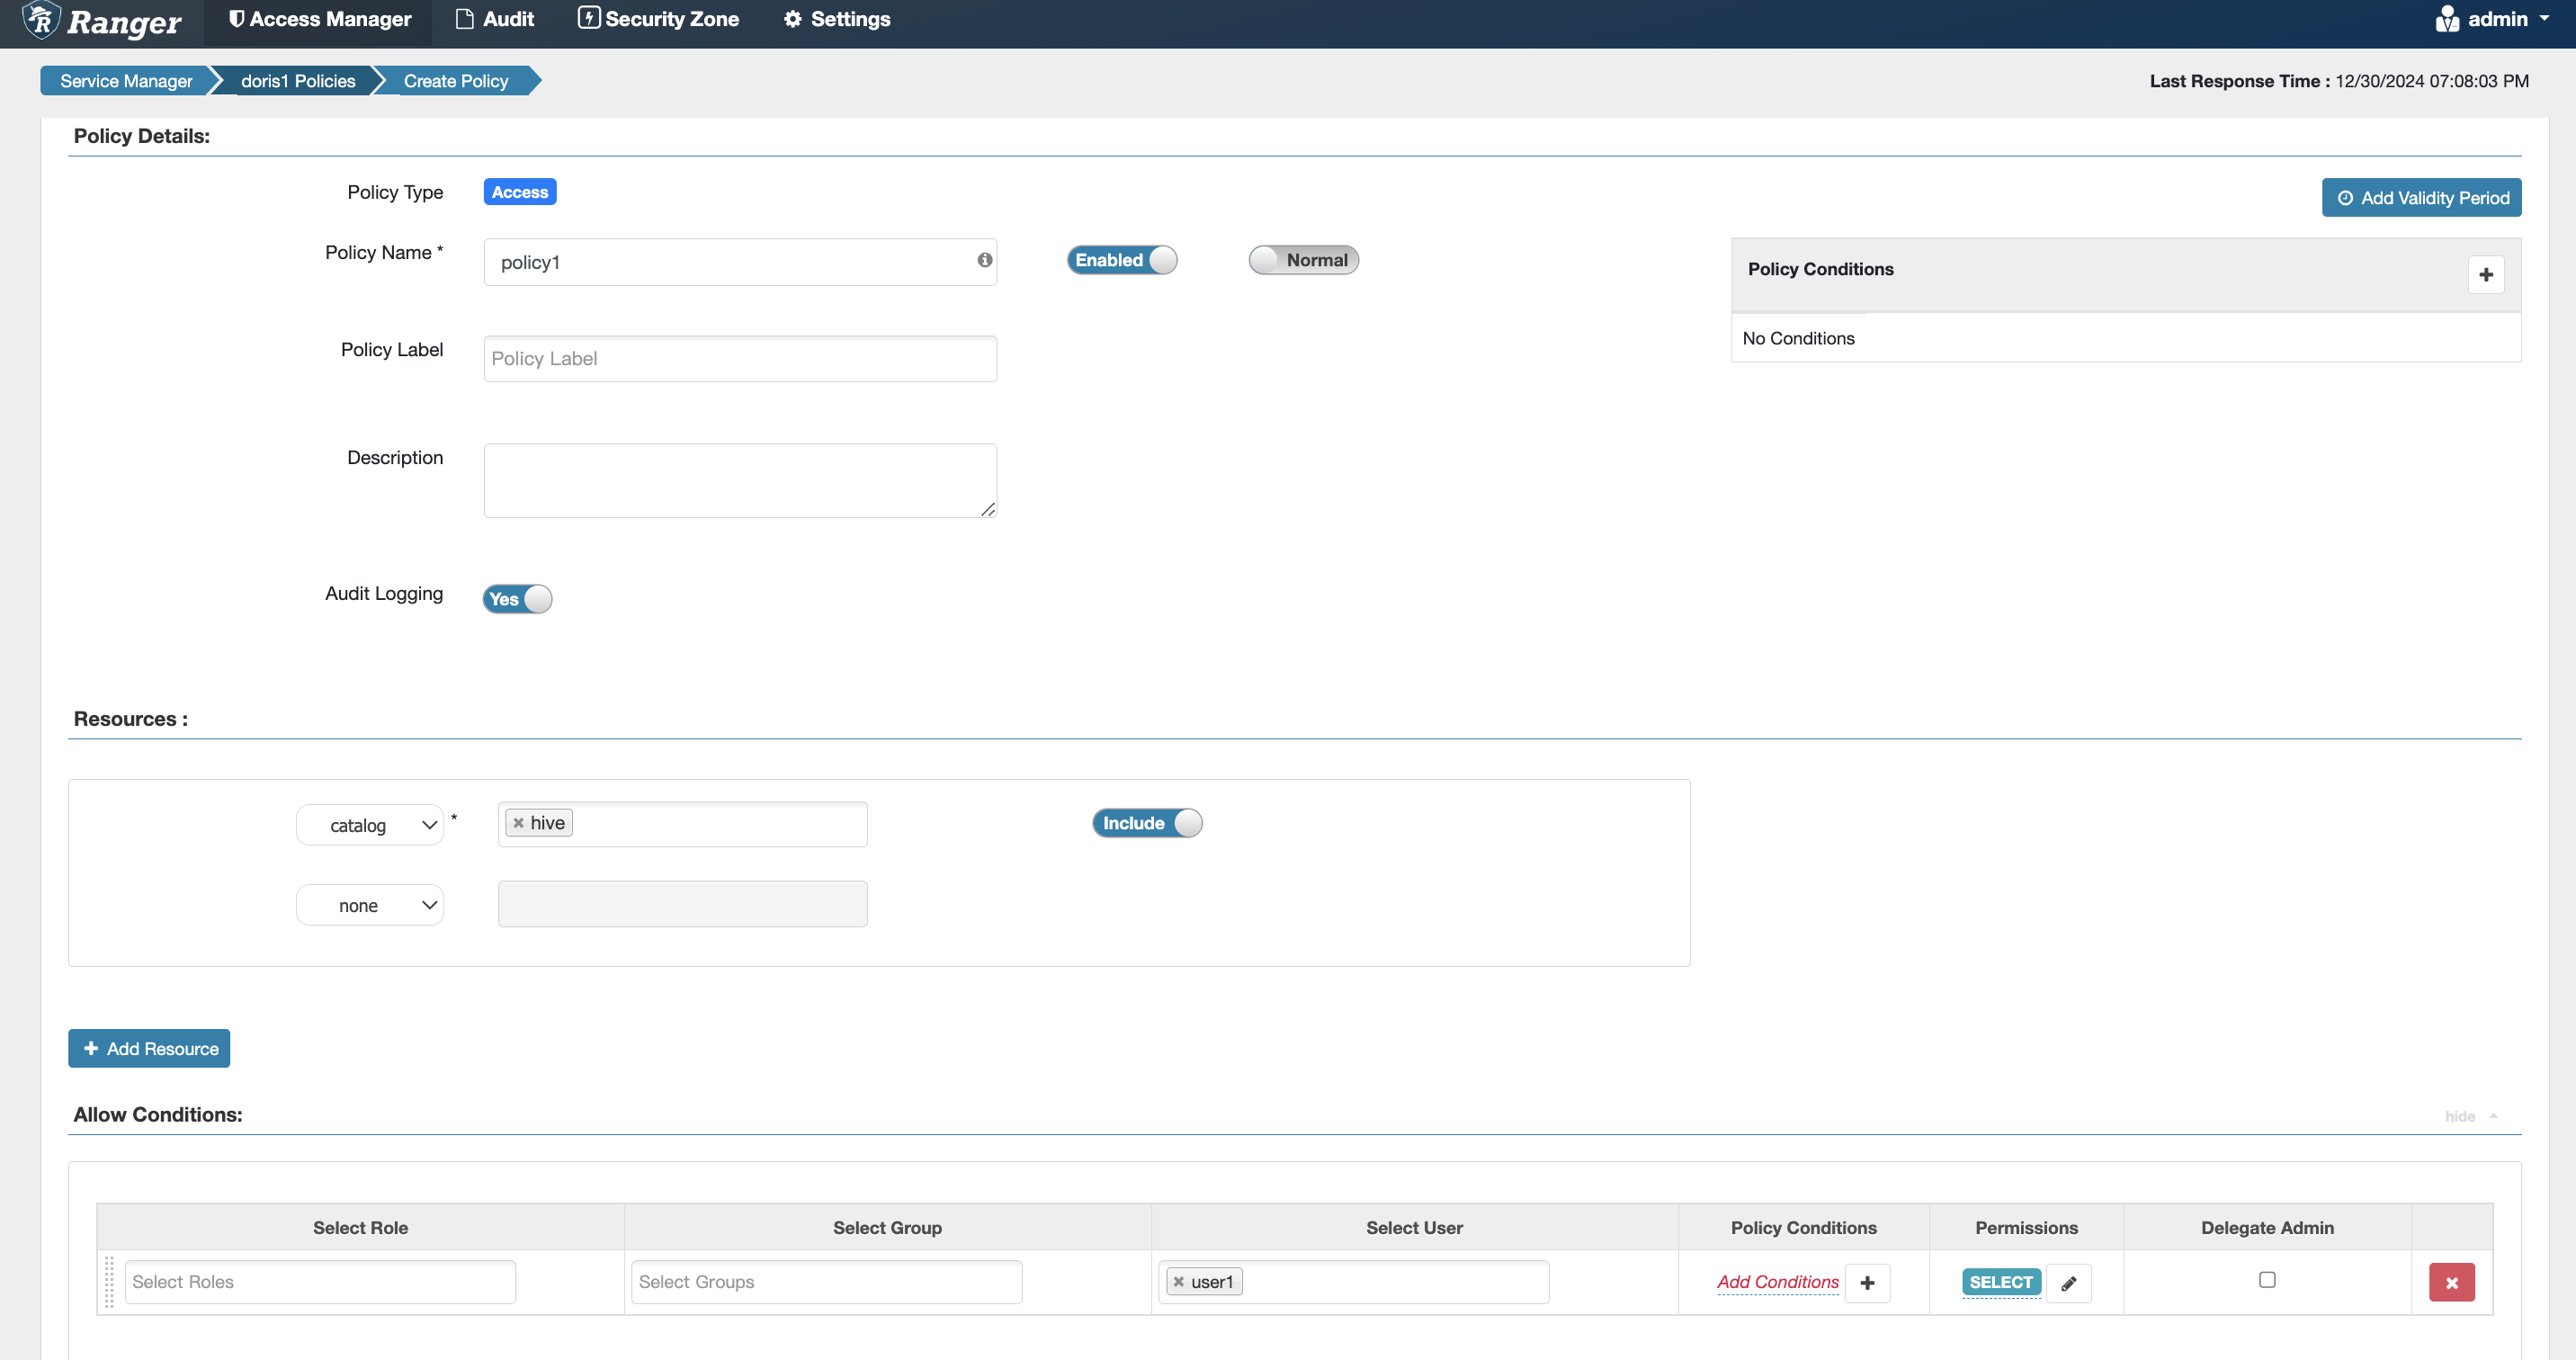 Ranger Access Manager Audit Security Zone Settings admin
Service Manager doris1 Policies Create Policy Last Response Time : 12/30/2024 07:08:03 PM
Policy Details:
Policy Type Access Add Validity Period
Policy Name * policy1 Enabled Normal
Policy Conditions
No Conditions
Policy Label Policy Label
Description
Audit Logging Yes
Resources :
catalog * hive Include
none
Add Resource
Allow Conditions: hide
Select Role Select Group Select User Policy Conditions Permissions Delegate Admin
Select Roles Select Groups user1 Add Conditions SELECT